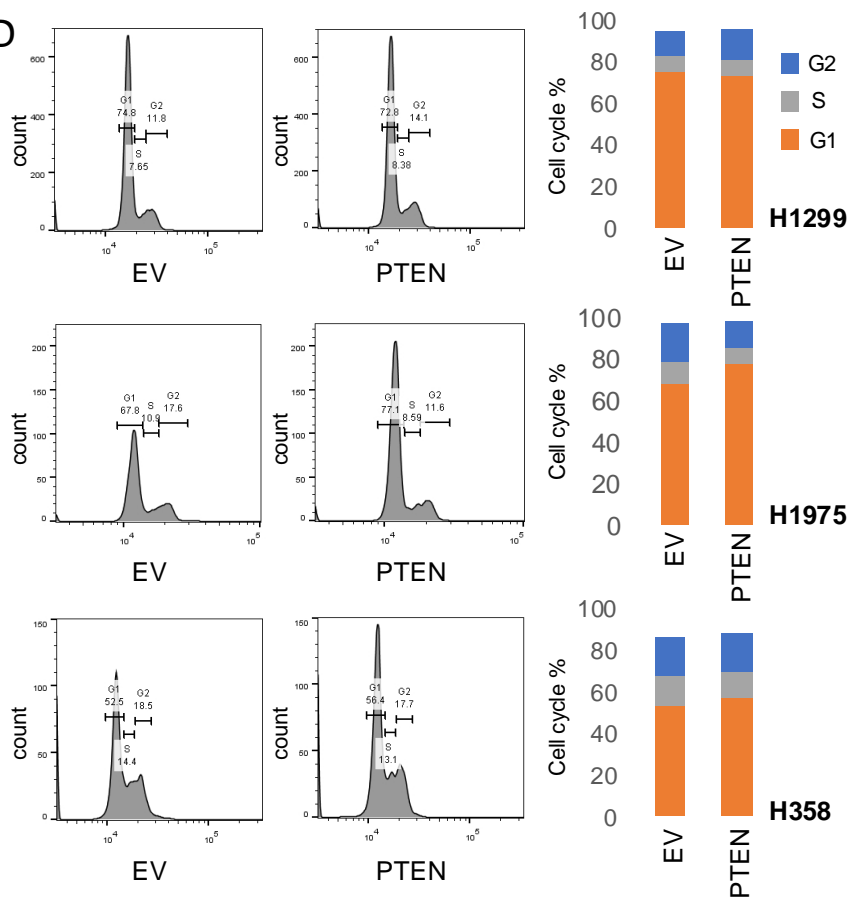 D
600
400
200
0
count
G1
74.8
G2
11.8
S
7.65
10^4
10^5
EV
600
400
200
0
count
G1
72.8
G2
14.1
S
8.38
10^4
10^5
PTEN
100
80
60
40
20
0
Cell cycle %
EV
PTEN
G2
S
G1
H1299
200
150
100
50
0
count
G1
67.8
S
10.9
G2
17.6
10^4
10^5
EV
200
150
100
50
0
count
G1
77.1
S
8.59
G2
11.6
10^4
10^5
PTEN
100
80
60
40
20
0
Cell cycle %
EV
PTEN
H1975
150
100
50
0
count
G1
52.5
G2
18.5
S
14.4
10^4
10^5
EV
150
100
50
0
count
G1
56.4
G2
17.7
S
13.1
10^4
10^5
PTEN
100
80
60
40
20
0
Cell cycle %
EV
PTEN
H358